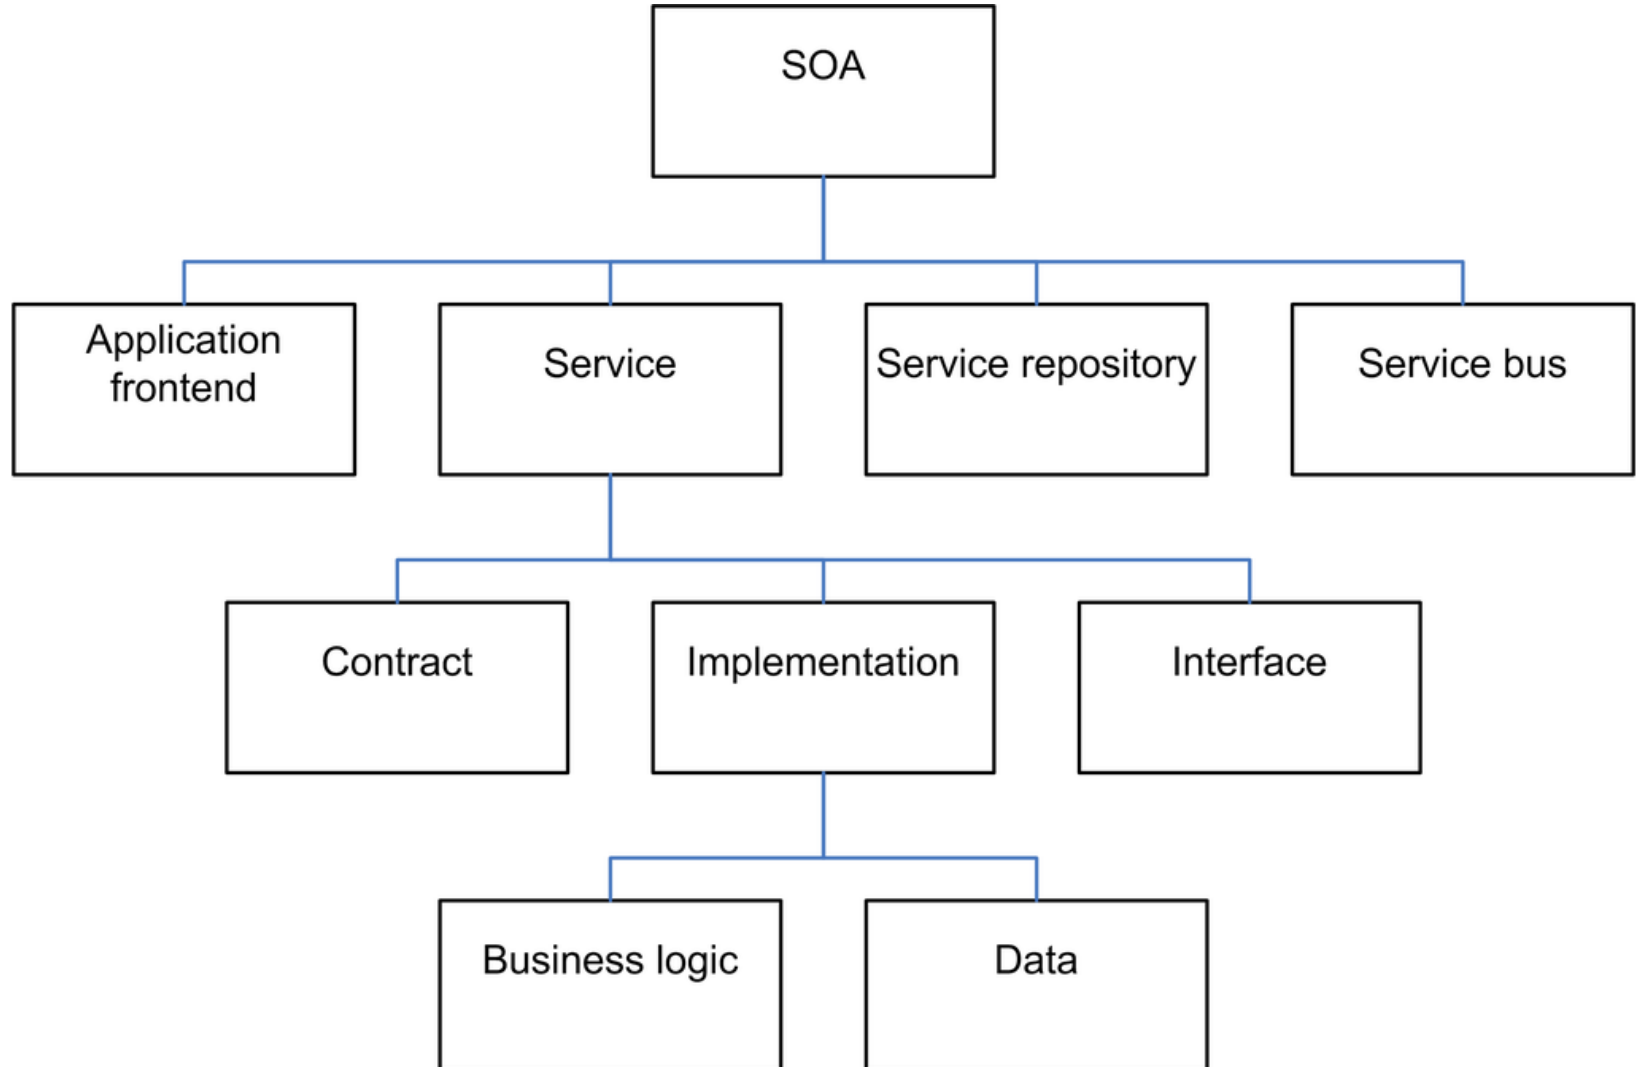 SOA
Application
frontend
Service
Service repository
Service bus
Contract
Implementation
Interface
Business logic
Data